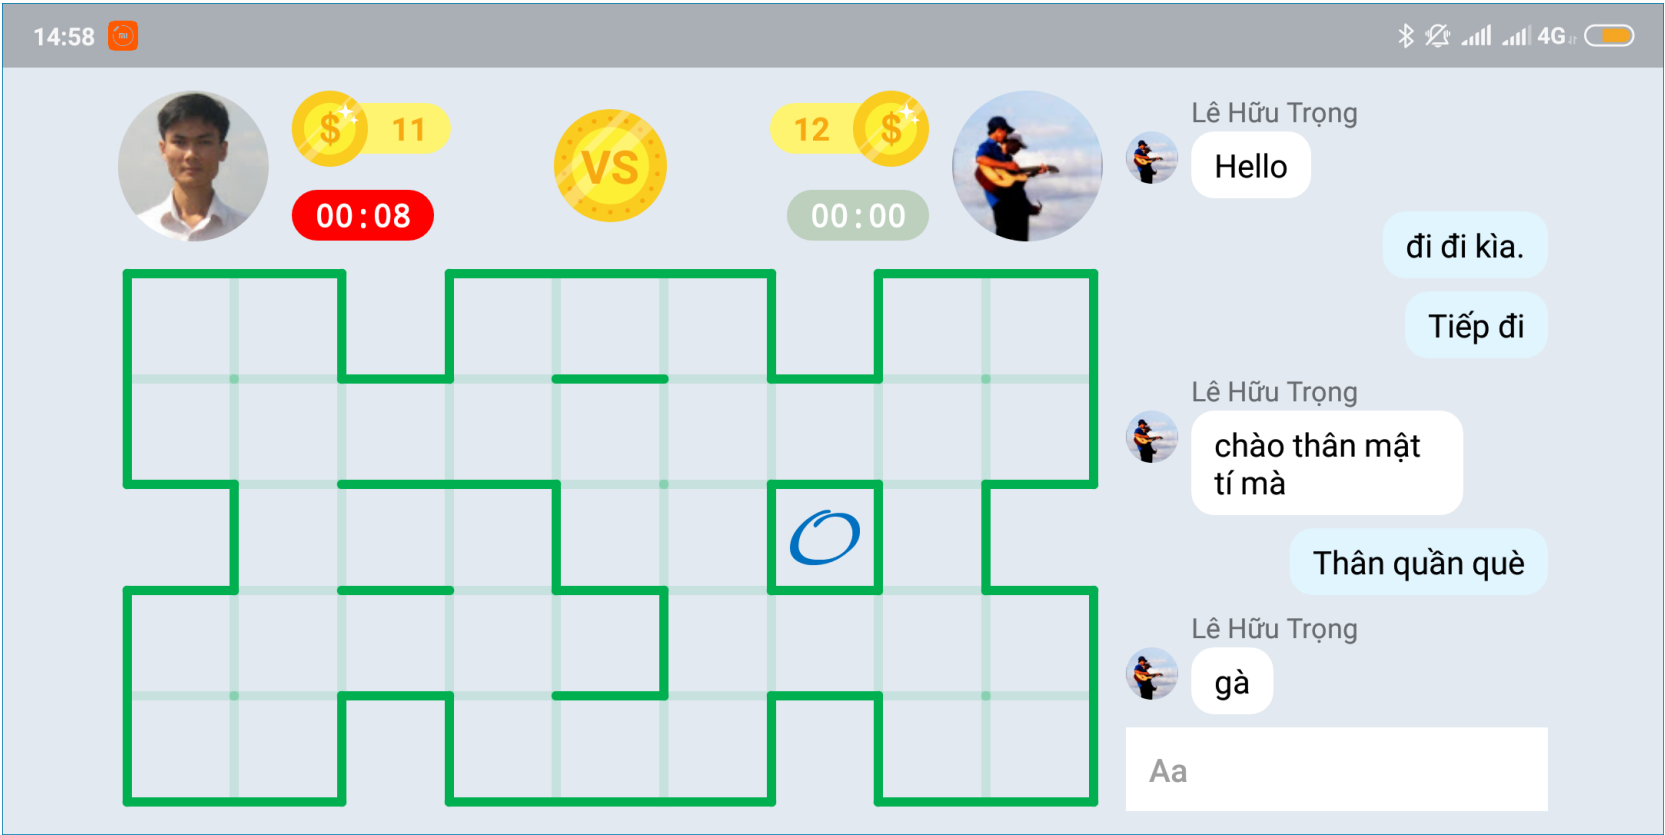 14:58
mi
4G
$ 11
VS
12 $
00:08
00:00
Lê Hữu Trọng
Hello
đi đi kìa.
Tiếp đi
Lê Hữu Trọng
chào thân mật
tí mà
Thân quần què
Lê Hữu Trọng
gà
Aa